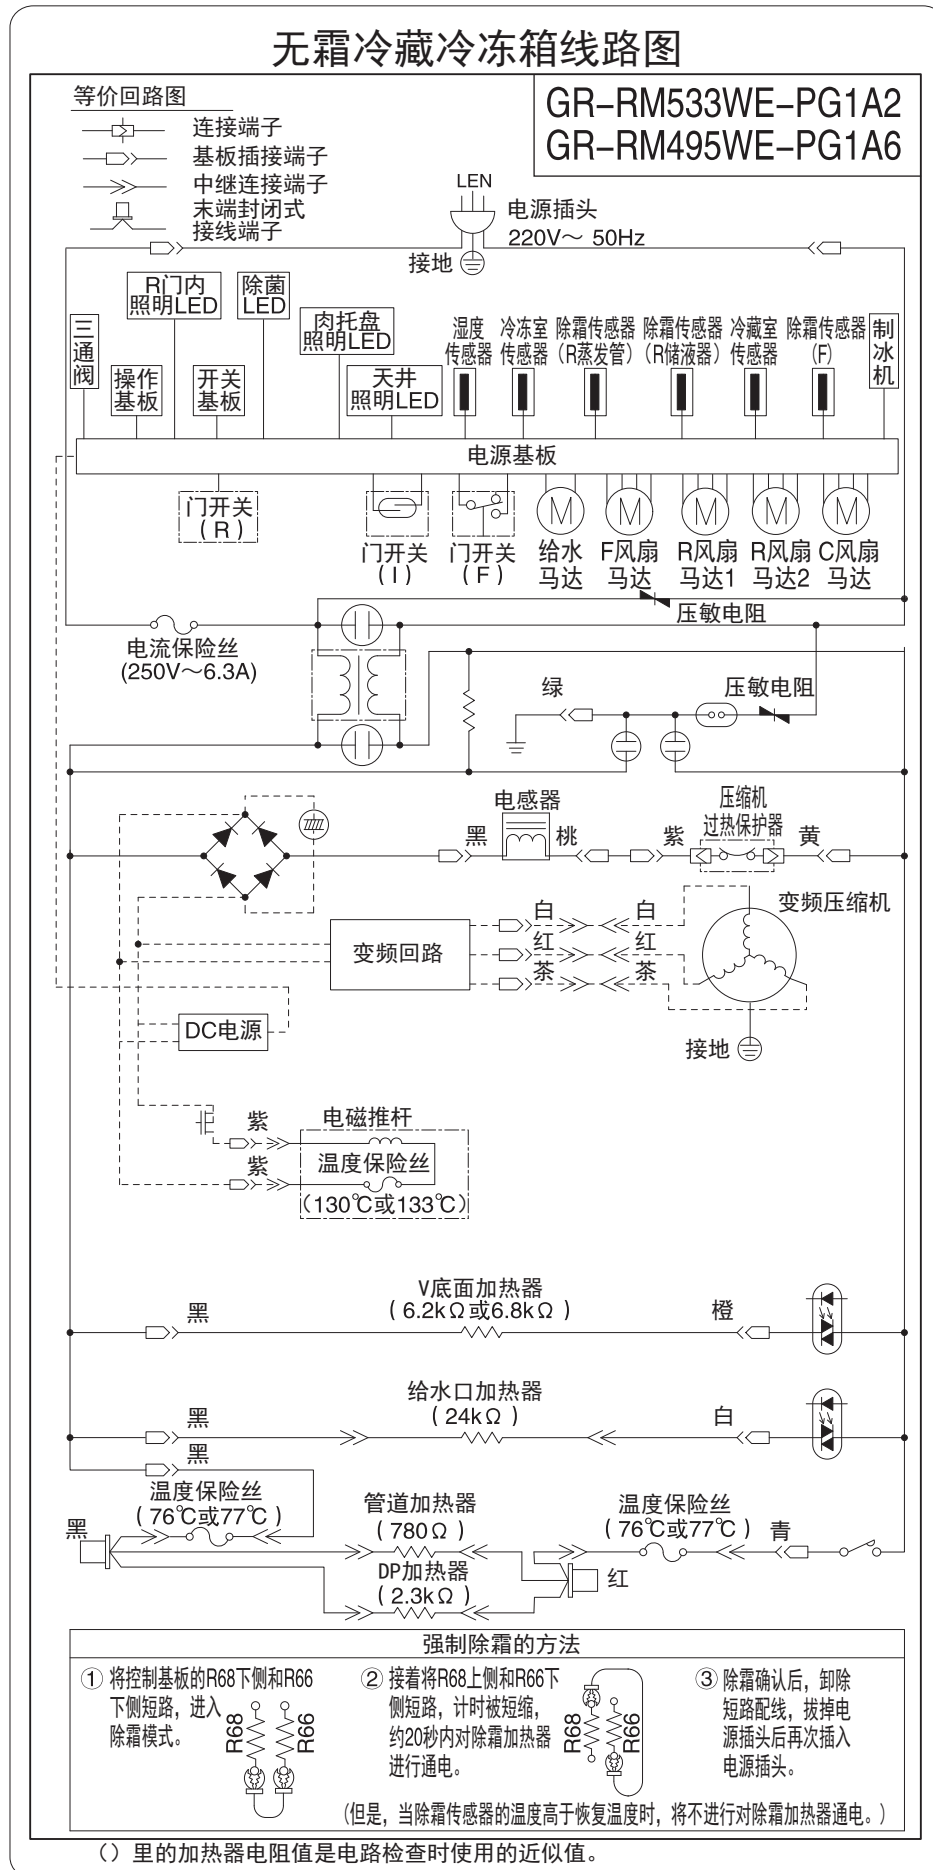 无霜冷藏冷冻箱线路图
等价回路图
GR-RM533WE-PG1A2
GR-RM495WE-PG1A6
连接端子
基板插接端子
中继连接端子
末端封闭式
接线端子
LEN
电源插头
220V～ 50Hz
接地
R门内
照明LED
除菌
LED
肉托盘
照明LED
三通阀
操作
基板
开关
基板
天井
照明LED
湿度
传感器
冷冻室
传感器
除霜传感器
(R蒸发管)
除霜传感器
(R储液器)
冷藏室
传感器
除霜传感器
(F)
制冰机
电源基板
门开关
( R )
门开关
( I )
门开关
( F )
给水
马达
F风扇
马达
R风扇
马达1
R风扇
马达2
C风扇
马达
M
M
M
M
M
压敏电阻
电流保险丝
(250V～6.3A)
绿
压敏电阻
电感器
黑
桃
压缩机
过热保护器
紫
黄
变频回路
白
红
茶
白
红
茶
变频压缩机
接地
DC电源
紫
紫
电磁推杆
温度保险丝
(130℃或133℃)
V底面加热器
( 6.2kΩ或6.8kΩ )
黑
橙
给水口加热器
( 24kΩ )
黑
白
黑
温度保险丝
( 76℃或77℃ )
黑
管道加热器
( 780Ω )
DP加热器
( 2.3kΩ )
温度保险丝
( 76℃或77℃ )
青
红
强制除霜的方法
① 将控制基板的R68下侧和R66
下侧短路，进入
除霜模式。
R68
R66
② 接着将R68上侧和R66下
侧短路，计时被短缩，
约20秒内对除霜加热器
进行通电。
R68
R66
③ 除霜确认后，卸除
短路配线，拔掉电
源插头后再次插入
电源插头。
(但是，当除霜传感器的温度高于恢复温度时，将不进行对除霜加热器通电。)
（）里的加热器电阻值是电路检查时使用的近似值。